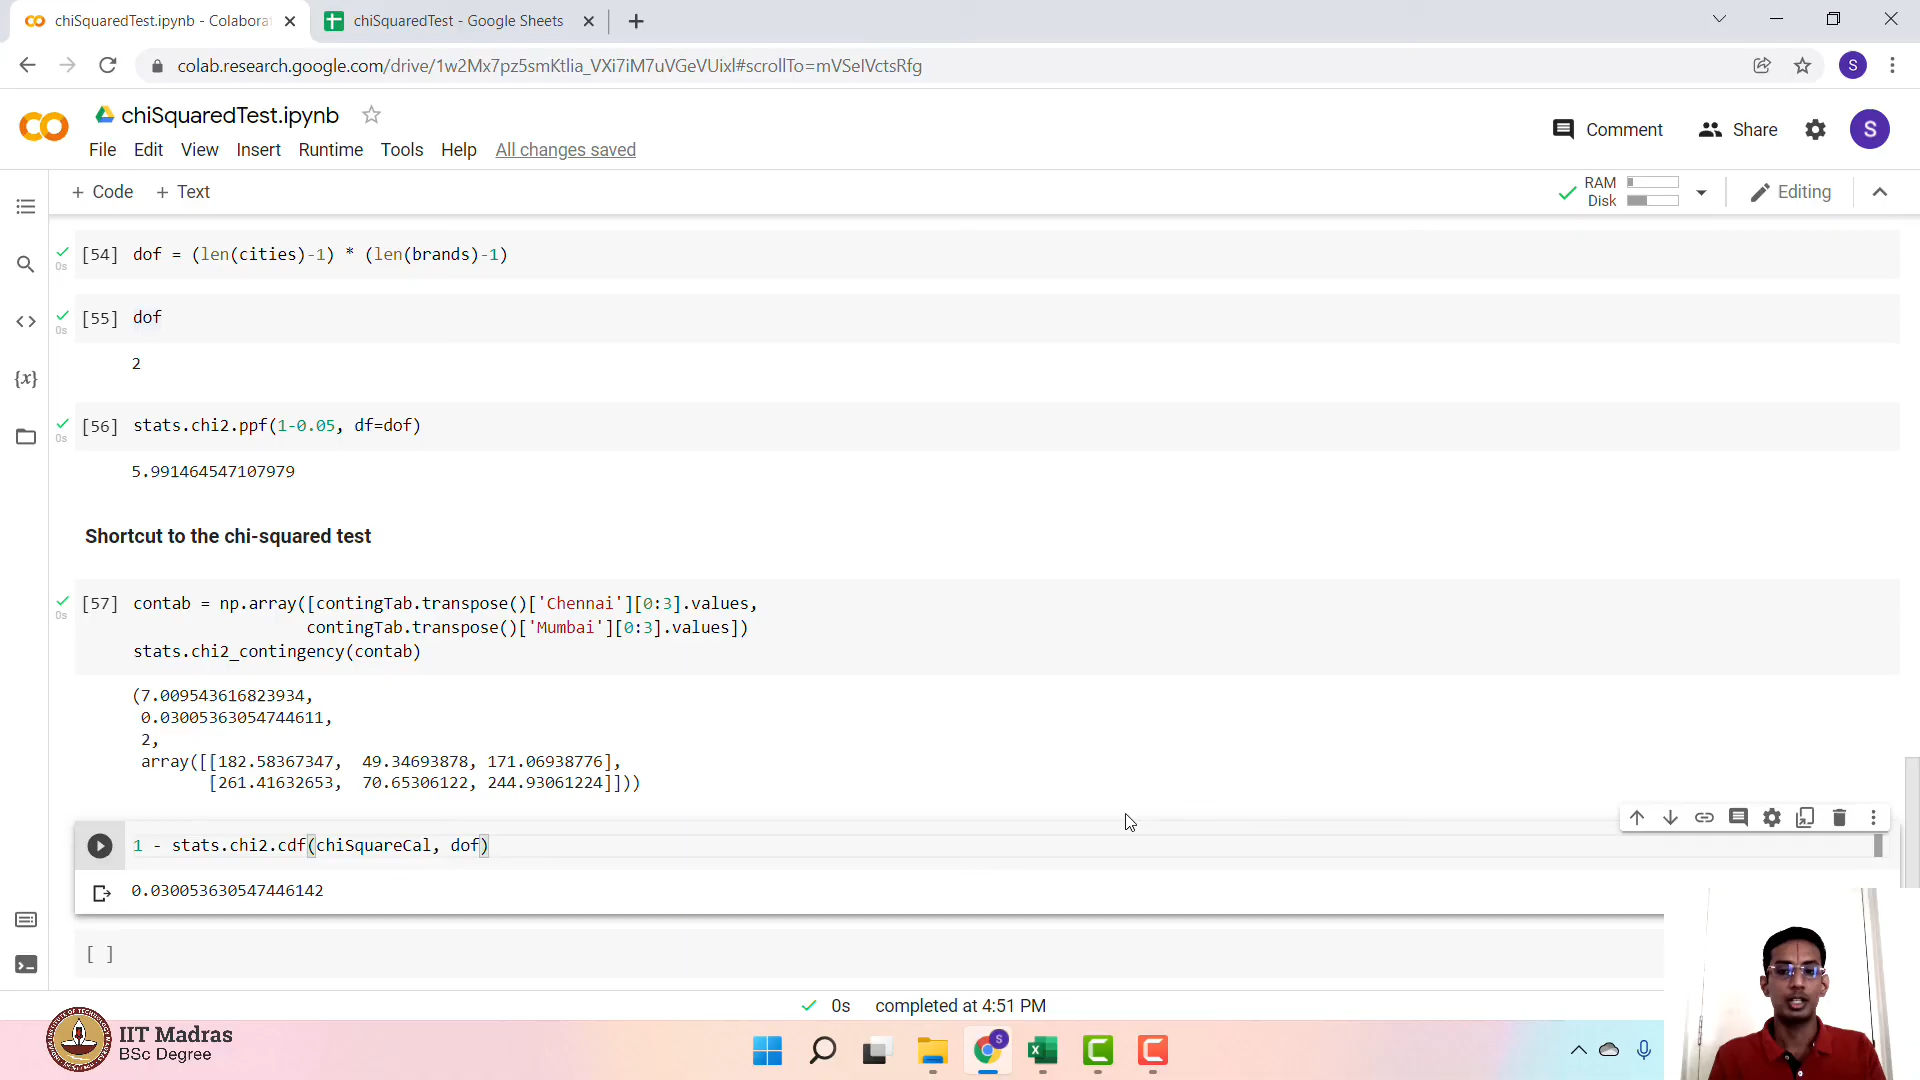 chiSquaredTest.ipynb - Colabora
chiSquaredTest - Google Sheets
colab.research.google.com/drive/1w2Mx7pz5smKtlia_VXi7iM7uVGeVUixl#scrollTo=mVSelVctsRfg
S
CO
chiSquaredTest.ipynb
Comment
Share
S
File Edit View Insert Runtime Tools Help All changes saved
+ Code + Text
RAM
Disk
Editing
[54] dof = (len(cities)-1) * (len(brands)-1)
0s
[55] dof
0s
2
[56] stats.chi2.ppf(1-0.05, df=dof)
0s
5.991464547107979
Shortcut to the chi-squared test
[57] contab = np.array([contingTab.transpose()['Chennai'][0:3].values,
0s
contingTab.transpose()['Mumbai'][0:3].values])
stats.chi2_contingency(contab)
(7.009543616823934,
0.03005363054744611,
2,
array([[182.58367347, 49.34693878, 171.06938776],
[261.41632653, 70.65306122, 244.93061224]]))
1 - stats.chi2.cdf(chiSquareCal, dof)
0.030053630547446142
[ ]
0s completed at 4:51 PM
IIT Madras
BSc Degree
S